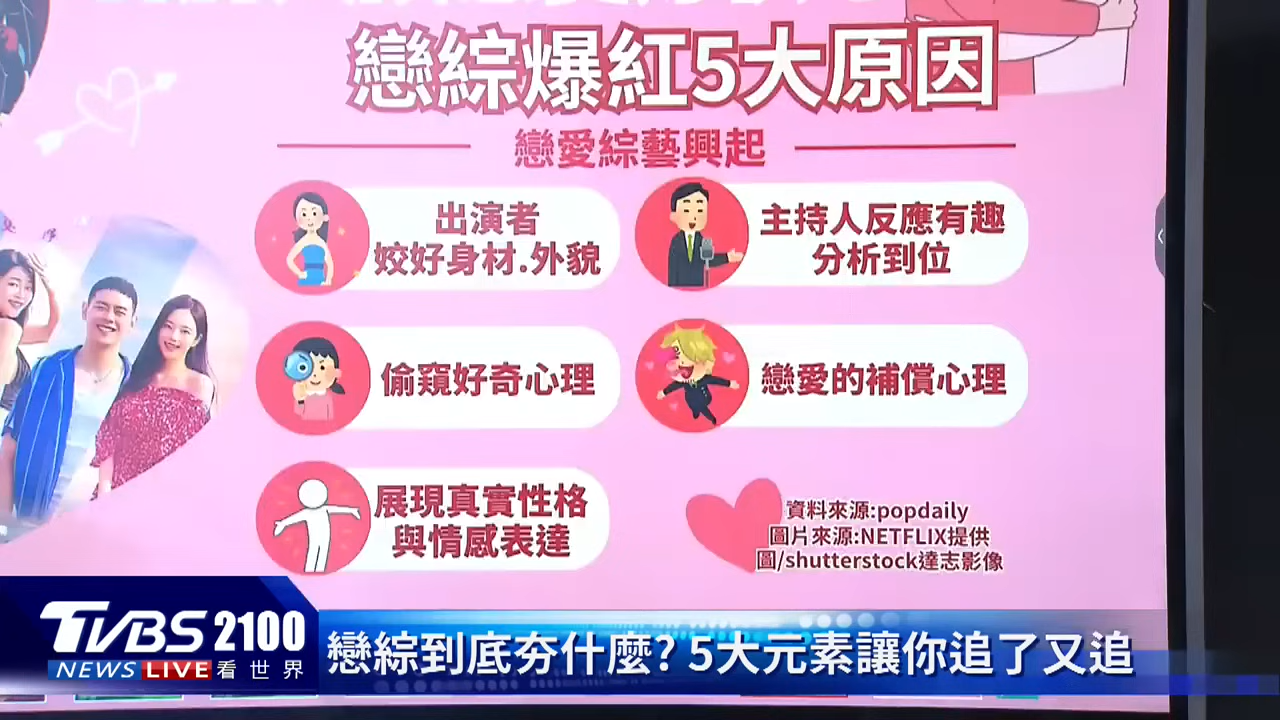 戀綜爆紅5大原因
戀愛綜藝興起
出演者
姣好身材.外貌
主持人反應有趣
分析到位
偷窺好奇心理
戀愛的補償心理
展現真實性格
與情感表達
資料來源:popdaily
圖片來源:NETFLIX提供
圖/shutterstock達志影像
TVBS 2100
NEWS LIVE 看世界
戀綜到底夯什麼? 5大元素讓你追了又追